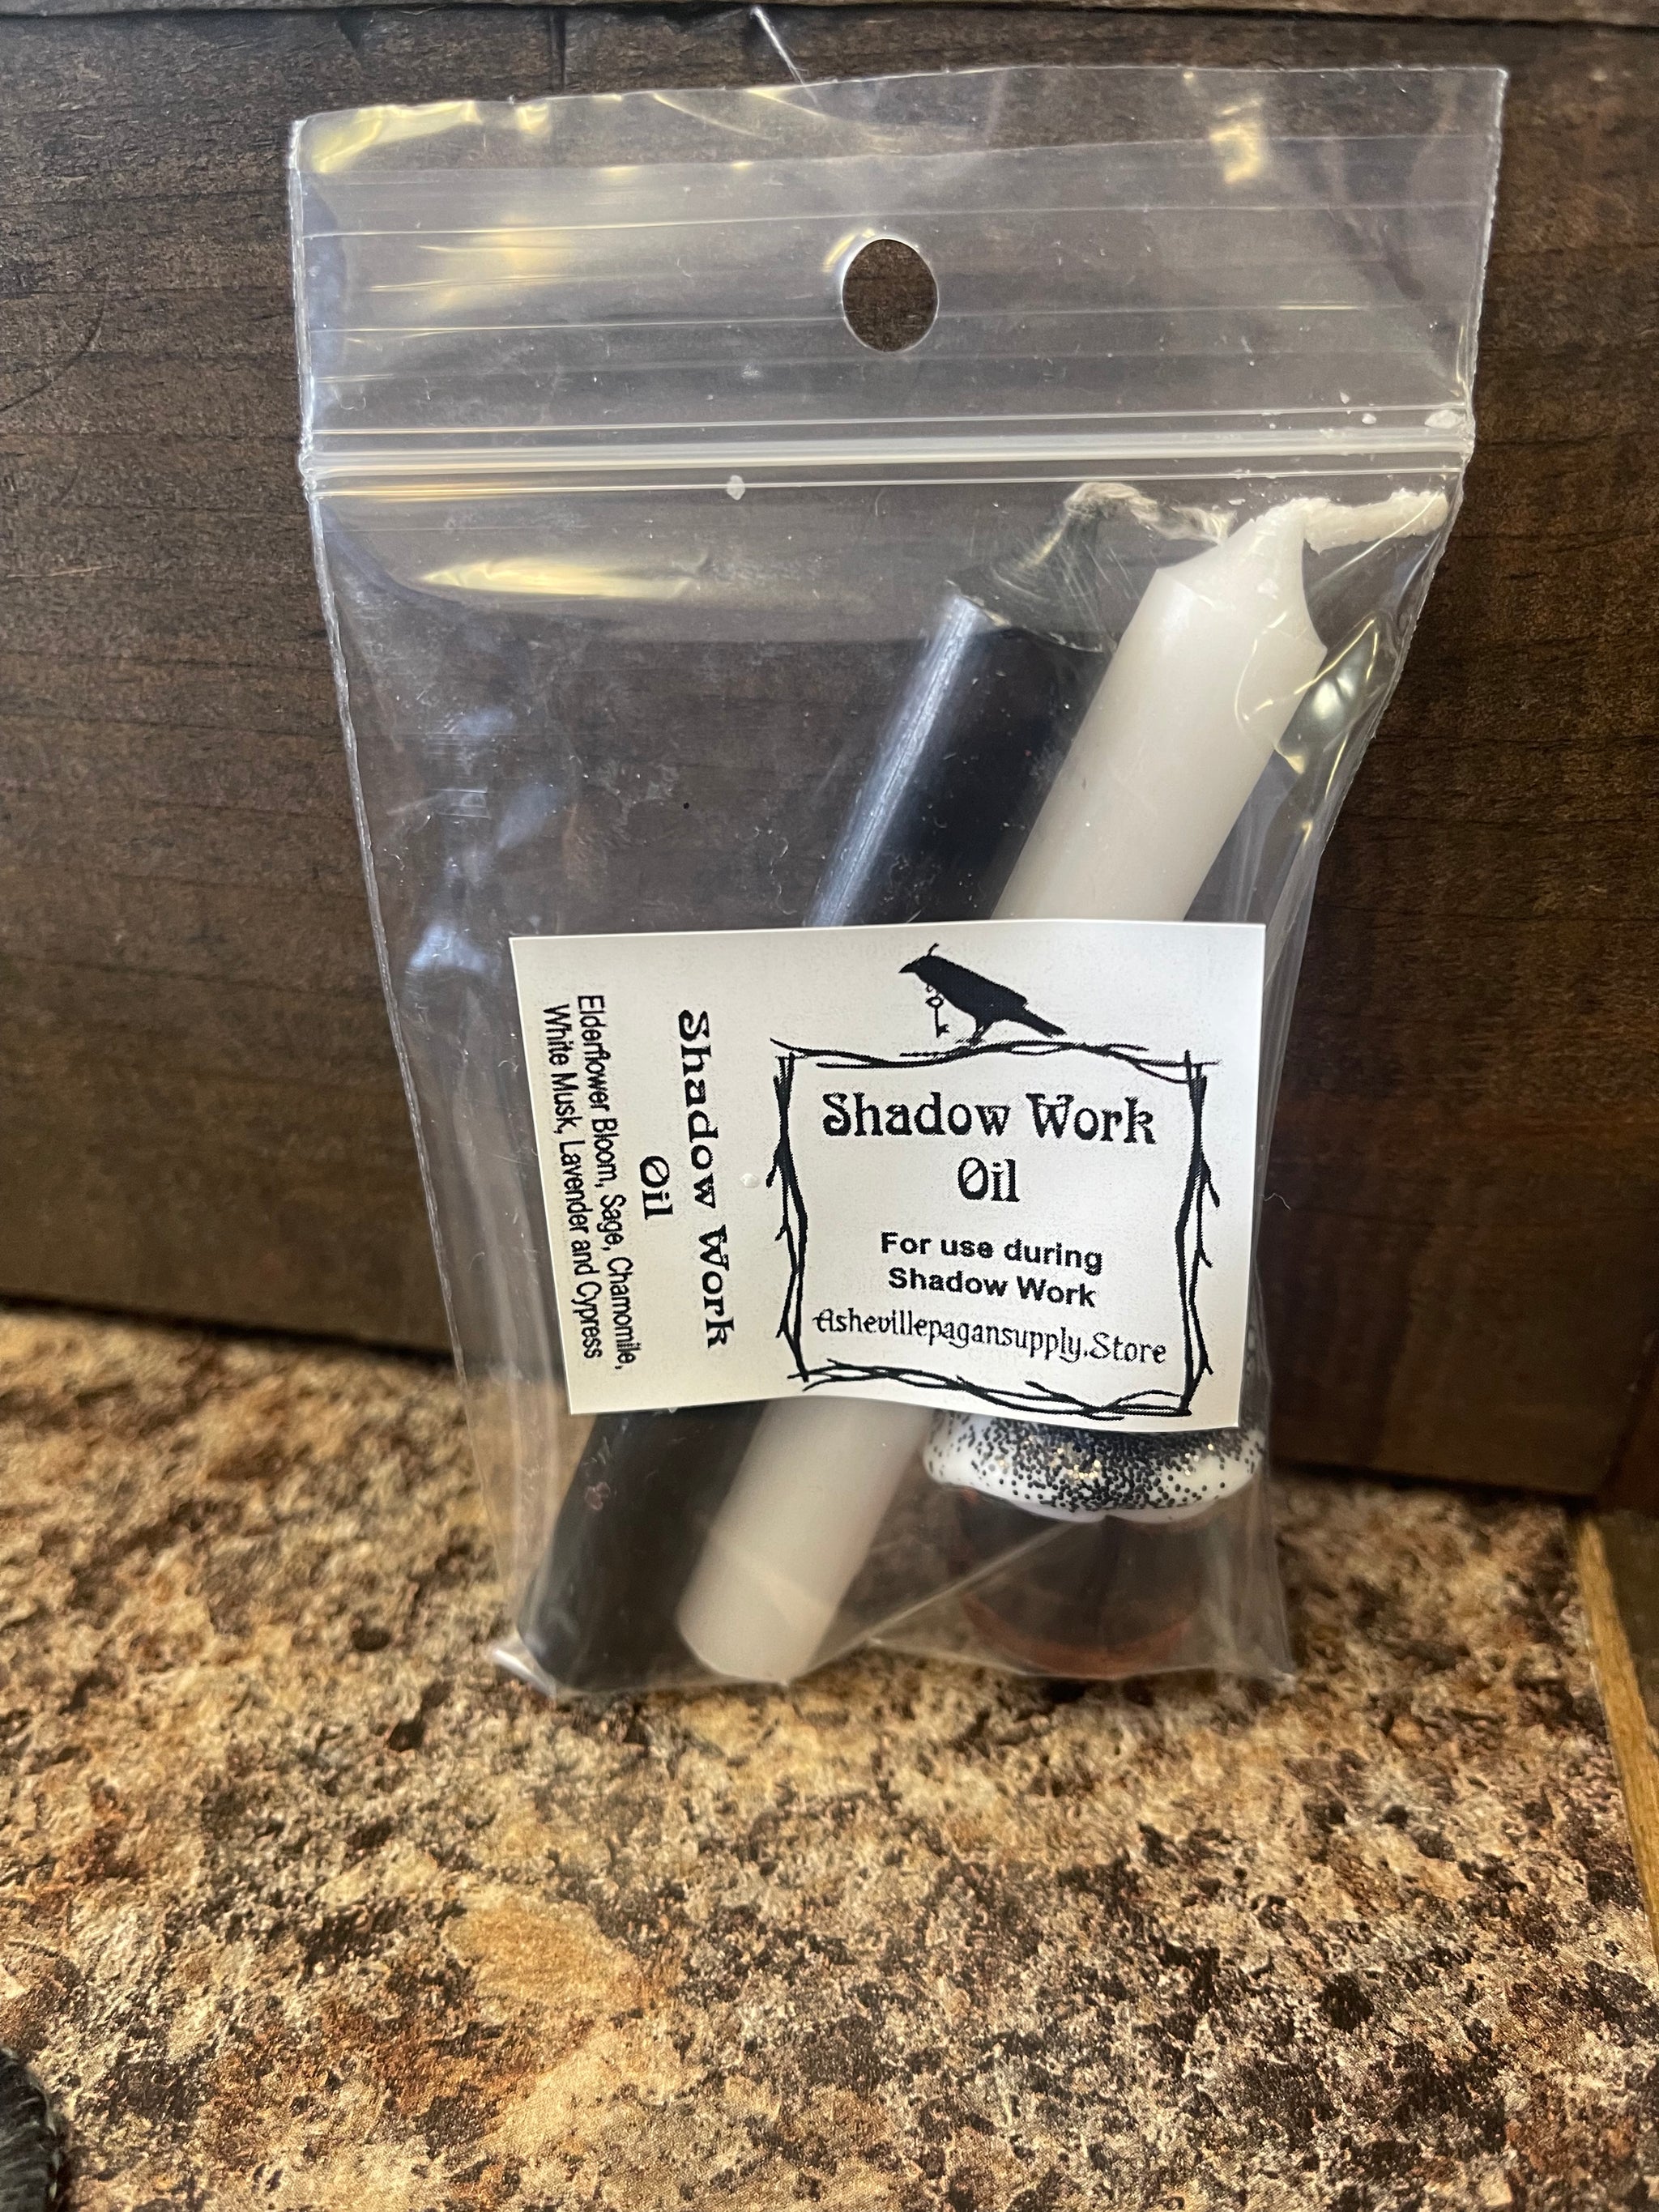 Shadow Work
Oil
For use during
Shadow Work
Ashevillepagansupply.Store
Shadow Work
Oil
Elderflower Bloom, Sage, Chamomile,
White Musk, Lavender and Cypress